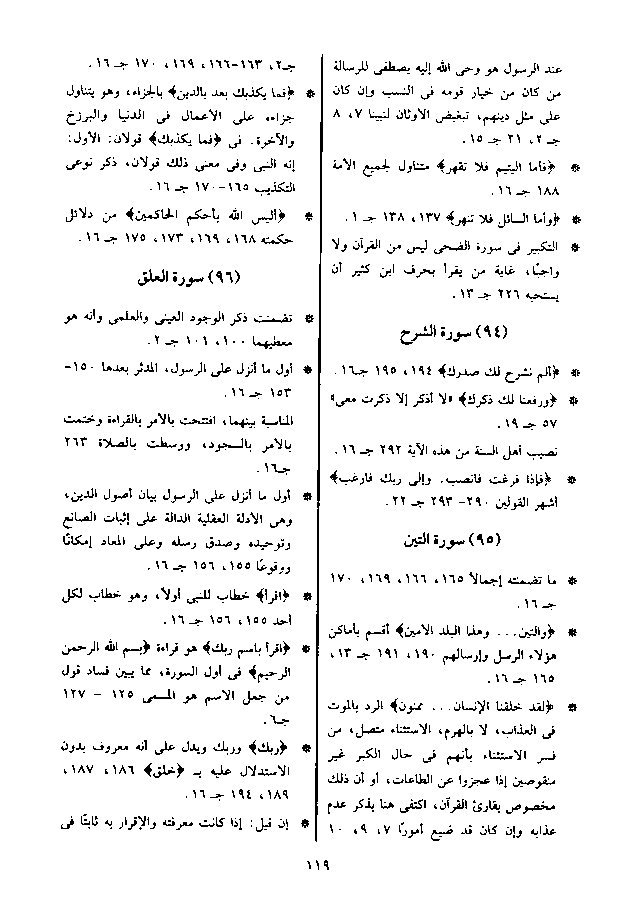 عند الرسول هو وحى الله إليه يصطفى للرسالة
من كان من خيار قومه فى النسب وإن كان
على مثل دينهم، تبغيض الأوثان لنبينا ٧، ٨
جـ٢، ٢١ جـ ١٥.
* ﴿فأما اليتيم فلا تقهر﴾ متناول لجميع الأمة
١٨٨ جـ ١٦.
* ﴿وأما السائل فلا تنهر﴾ ١٣٧، ١٣٨ جـ ١.
* التكبير فى سورة الضحى ليس من القرآن ولا
واجبًا، غاية من يقرأ بحرف ابن كثير أن
يستحبه ٢٢٦ جـ ١٣.
(٩٤) سورة الشرح
* ﴿ألم نشرح لك صدرك﴾ ١٩٤، ١٩٥ جـ١٦.
* ﴿ورفعنا لك ذكرك﴾ «لا أذكر إلا ذكرت معى»
٥٧ جـ ١٩.
نصيب أهل السنة من هذه الآية ٢٩٢ جـ ١٦.
* ﴿فإذا فرغت فانصب. وإلى ربك فارغب﴾
أشهر القولين ٢٩٠- ٢٩٣ جـ ٢٢.
(٩٥) سورة التين
* ما تضمنته إجمالاً ١٦٥، ١٦٦، ١٦٩، ١٧٠
جـ ١٦.
* ﴿والتين... وهذا البلد الأمين﴾ أقسم بأماكن
هؤلاء الرسل وإرسالهم ١٩٠، ١٩١ جـ ١٣،
١٦٥ جـ ١٦.
* ﴿لقد خلقنا الإنسان... ممنون﴾ الرد بالموت
فى العذاب، لا بالهرم، الاستثناء متصل، من
فسر الاستثناء بأنهم فى حال الكبر غير
منقوصين إذا عجزوا عن الطاعات، أو أن ذلك
مخصوص بقارئ القرآن، اكتفى هنا بذكر عدم
عذابه وإن كان قد ضيع أمورًا ٧، ٩، ١٠
جـ٢، ١٦٣-١٦٦، ١٦٩، ١٧٠ جـ ١٦.
* ﴿فما يكذبك بعد بالدين﴾ بالجزاء، وهو يتناول
جزاءه على الأعمال فى الدنيا والبرزخ
والآخرة. فى ﴿فما يكذبك﴾ قولان: الأول:
إنه النبى وفى معنى ذلك قولان، ذكر نوعى
التكذيب ١٦٥- ١٧٠ جـ ١٦.
* ﴿أليس الله بأحكم الحاكمين﴾ من دلائل
حكمته ١٦٨، ١٦٩، ١٧٣، ١٧٥ جـ ١٦.
(٩٦) سورة العلق
* تضمنت ذكر الوجود العينى والعلمى وأنه هو
معطيهما ١٠٠، ١٠١ جـ ٢.
* أول ما أنزل على الرسول، المدثر بعدها ١٥٠-
١٥٣ جـ ١٦.
المناسبة بينهما، افتتحت بالأمر بالقراءة وختمت
بالأمر بالسجود، ووسطت بالصلاة ٢٦٣
جـ١٦.
* أول ما أنزل على الرسول بيان أصول الدين،
وهى الأدلة العقلية الدالة على إثبات الصانع
وتوحيده وصدق رسله وعلى المعاد إمكانًا
ووقوعًا ١٥٥، ١٥٦ جـ ١٦.
* ﴿اقرأ﴾ خطاب للنبى أولاً، وهو خطاب لكل
أحد ١٥٥، ١٥٦ جـ ١٦.
* ﴿اقرأ باسم ربك﴾ هو قراءة ﴿بسم الله الرحمن
الرحيم﴾ فى أول السورة، مما يبين فساد قول
من جعل الاسم هو المسمى ١٢٥ - ١٢٧
جـ٦.
* ﴿ربك﴾ وربك ويدل على أنه معروف بدون
الاستدلال عليه بـ ﴿خلق﴾ ١٨٦، ١٨٧،
١٨٩، ١٩٤ جـ ١٦.
* إن قيل: إذا كانت معرفته والإقرار به ثابتًا فى
١١٩